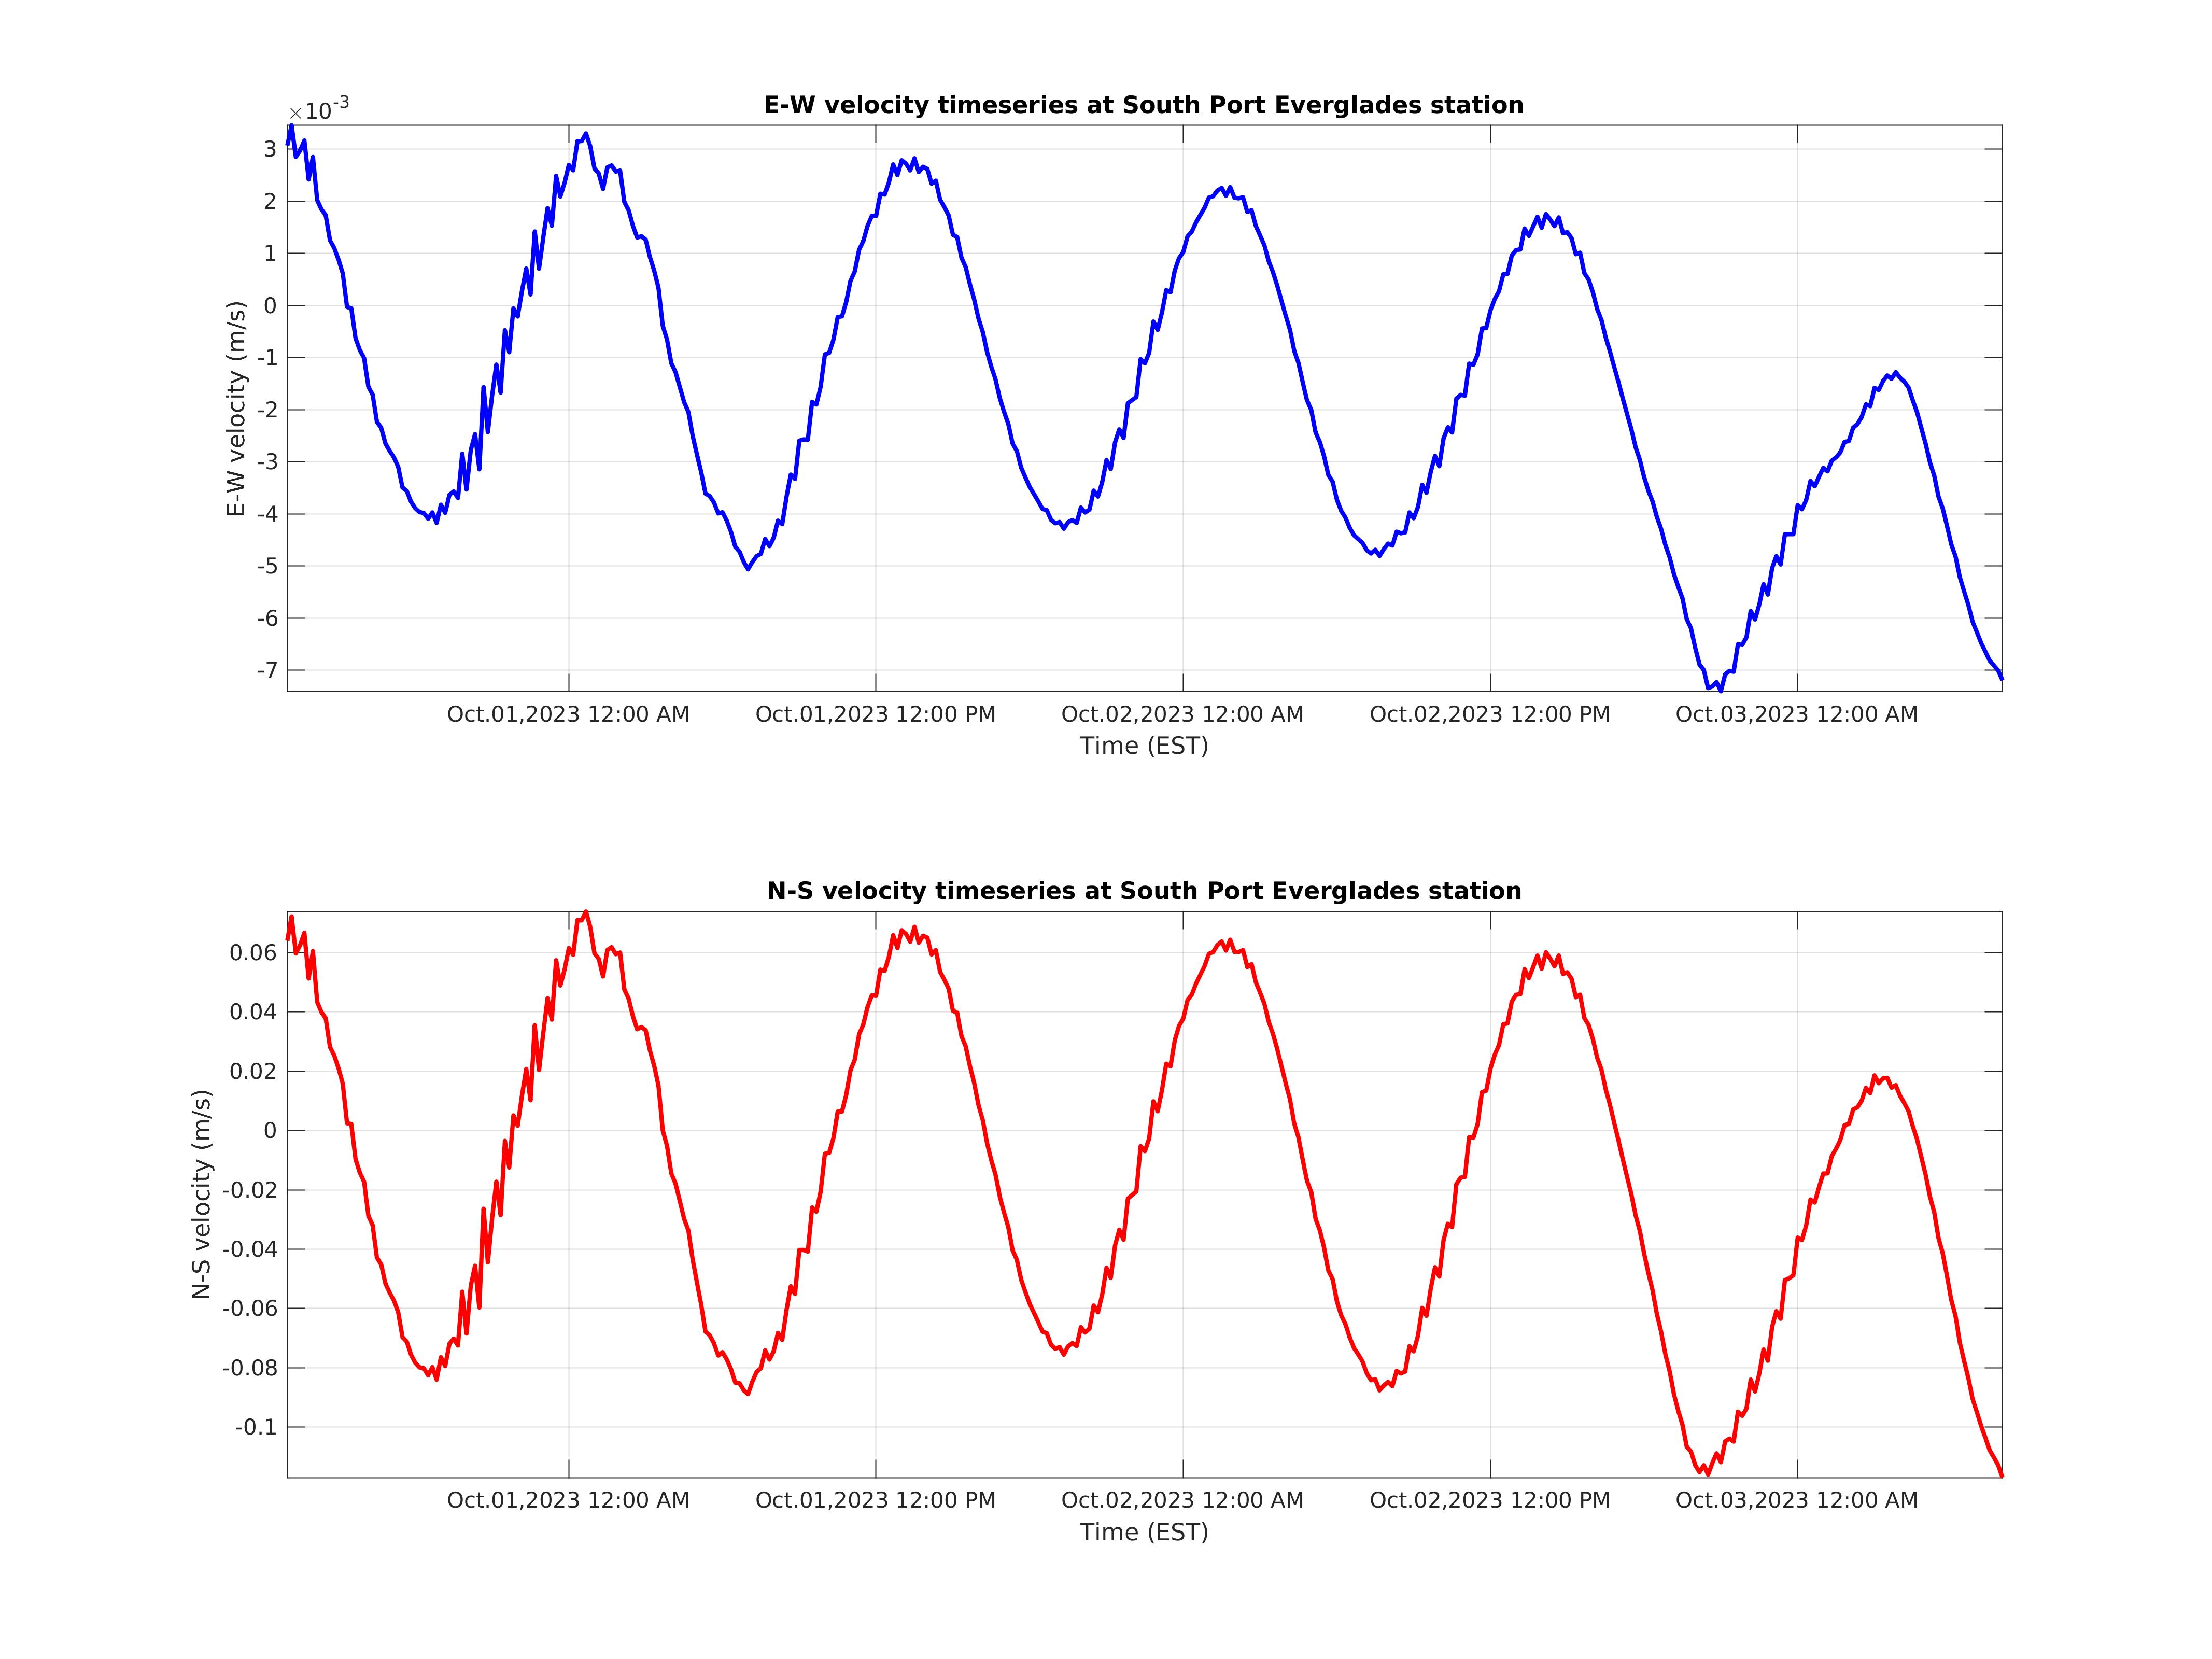 ×10-3
E-W velocity timeseries at South Port Everglades station
3
2
1
0
-1
-2
-3
-4
-5
-6
-7
E-W velocity (m/s)
Oct.01,2023 12:00 AM Oct.01,2023 12:00 PM Oct.02,2023 12:00 AM Oct.02,2023 12:00 PM Oct.03,2023 12:00 AM
Time (EST)
N-S velocity timeseries at South Port Everglades station
0.06
0.04
0.02
0
-0.02
-0.04
-0.06
-0.08
-0.1
N-S velocity (m/s)
Oct.01,2023 12:00 AM Oct.01,2023 12:00 PM Oct.02,2023 12:00 AM Oct.02,2023 12:00 PM Oct.03,2023 12:00 AM
Time (EST)